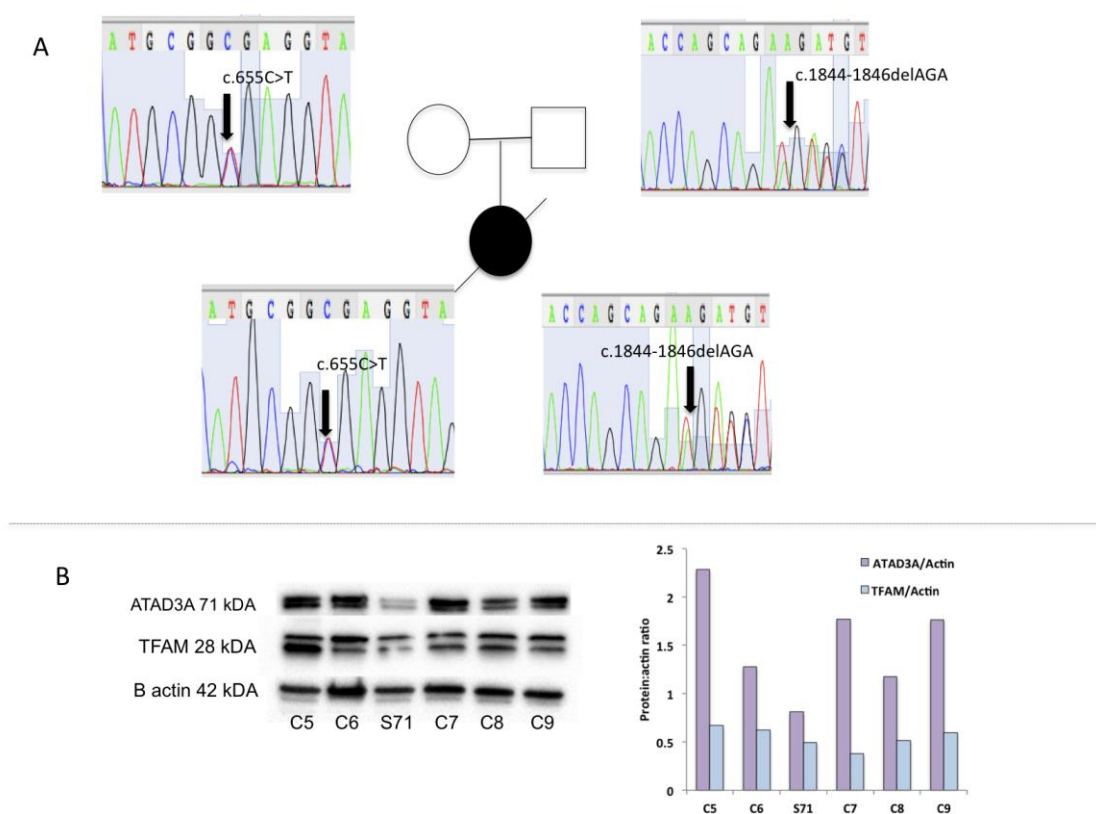 A
A T G C G G C G A G G T A
c.655C>T
A C C A G C A G A A G A T G T
c.1844-1846delAGA
A T G C G G C G A G G T A
c.655C>T
A C C A G C A G A A G A T G T
c.1844-1846delAGA
B
ATAD3A 71 kDA
TFAM 28 kDA
B actin 42 kDA
C5 C6 S71 C7 C8 C9
Protein:actin ratio
2.5
2
1.5
1
0.5
0
ATAD3A/Actin
TFAM/Actin
C5 C6 S71 C7 C8 C9